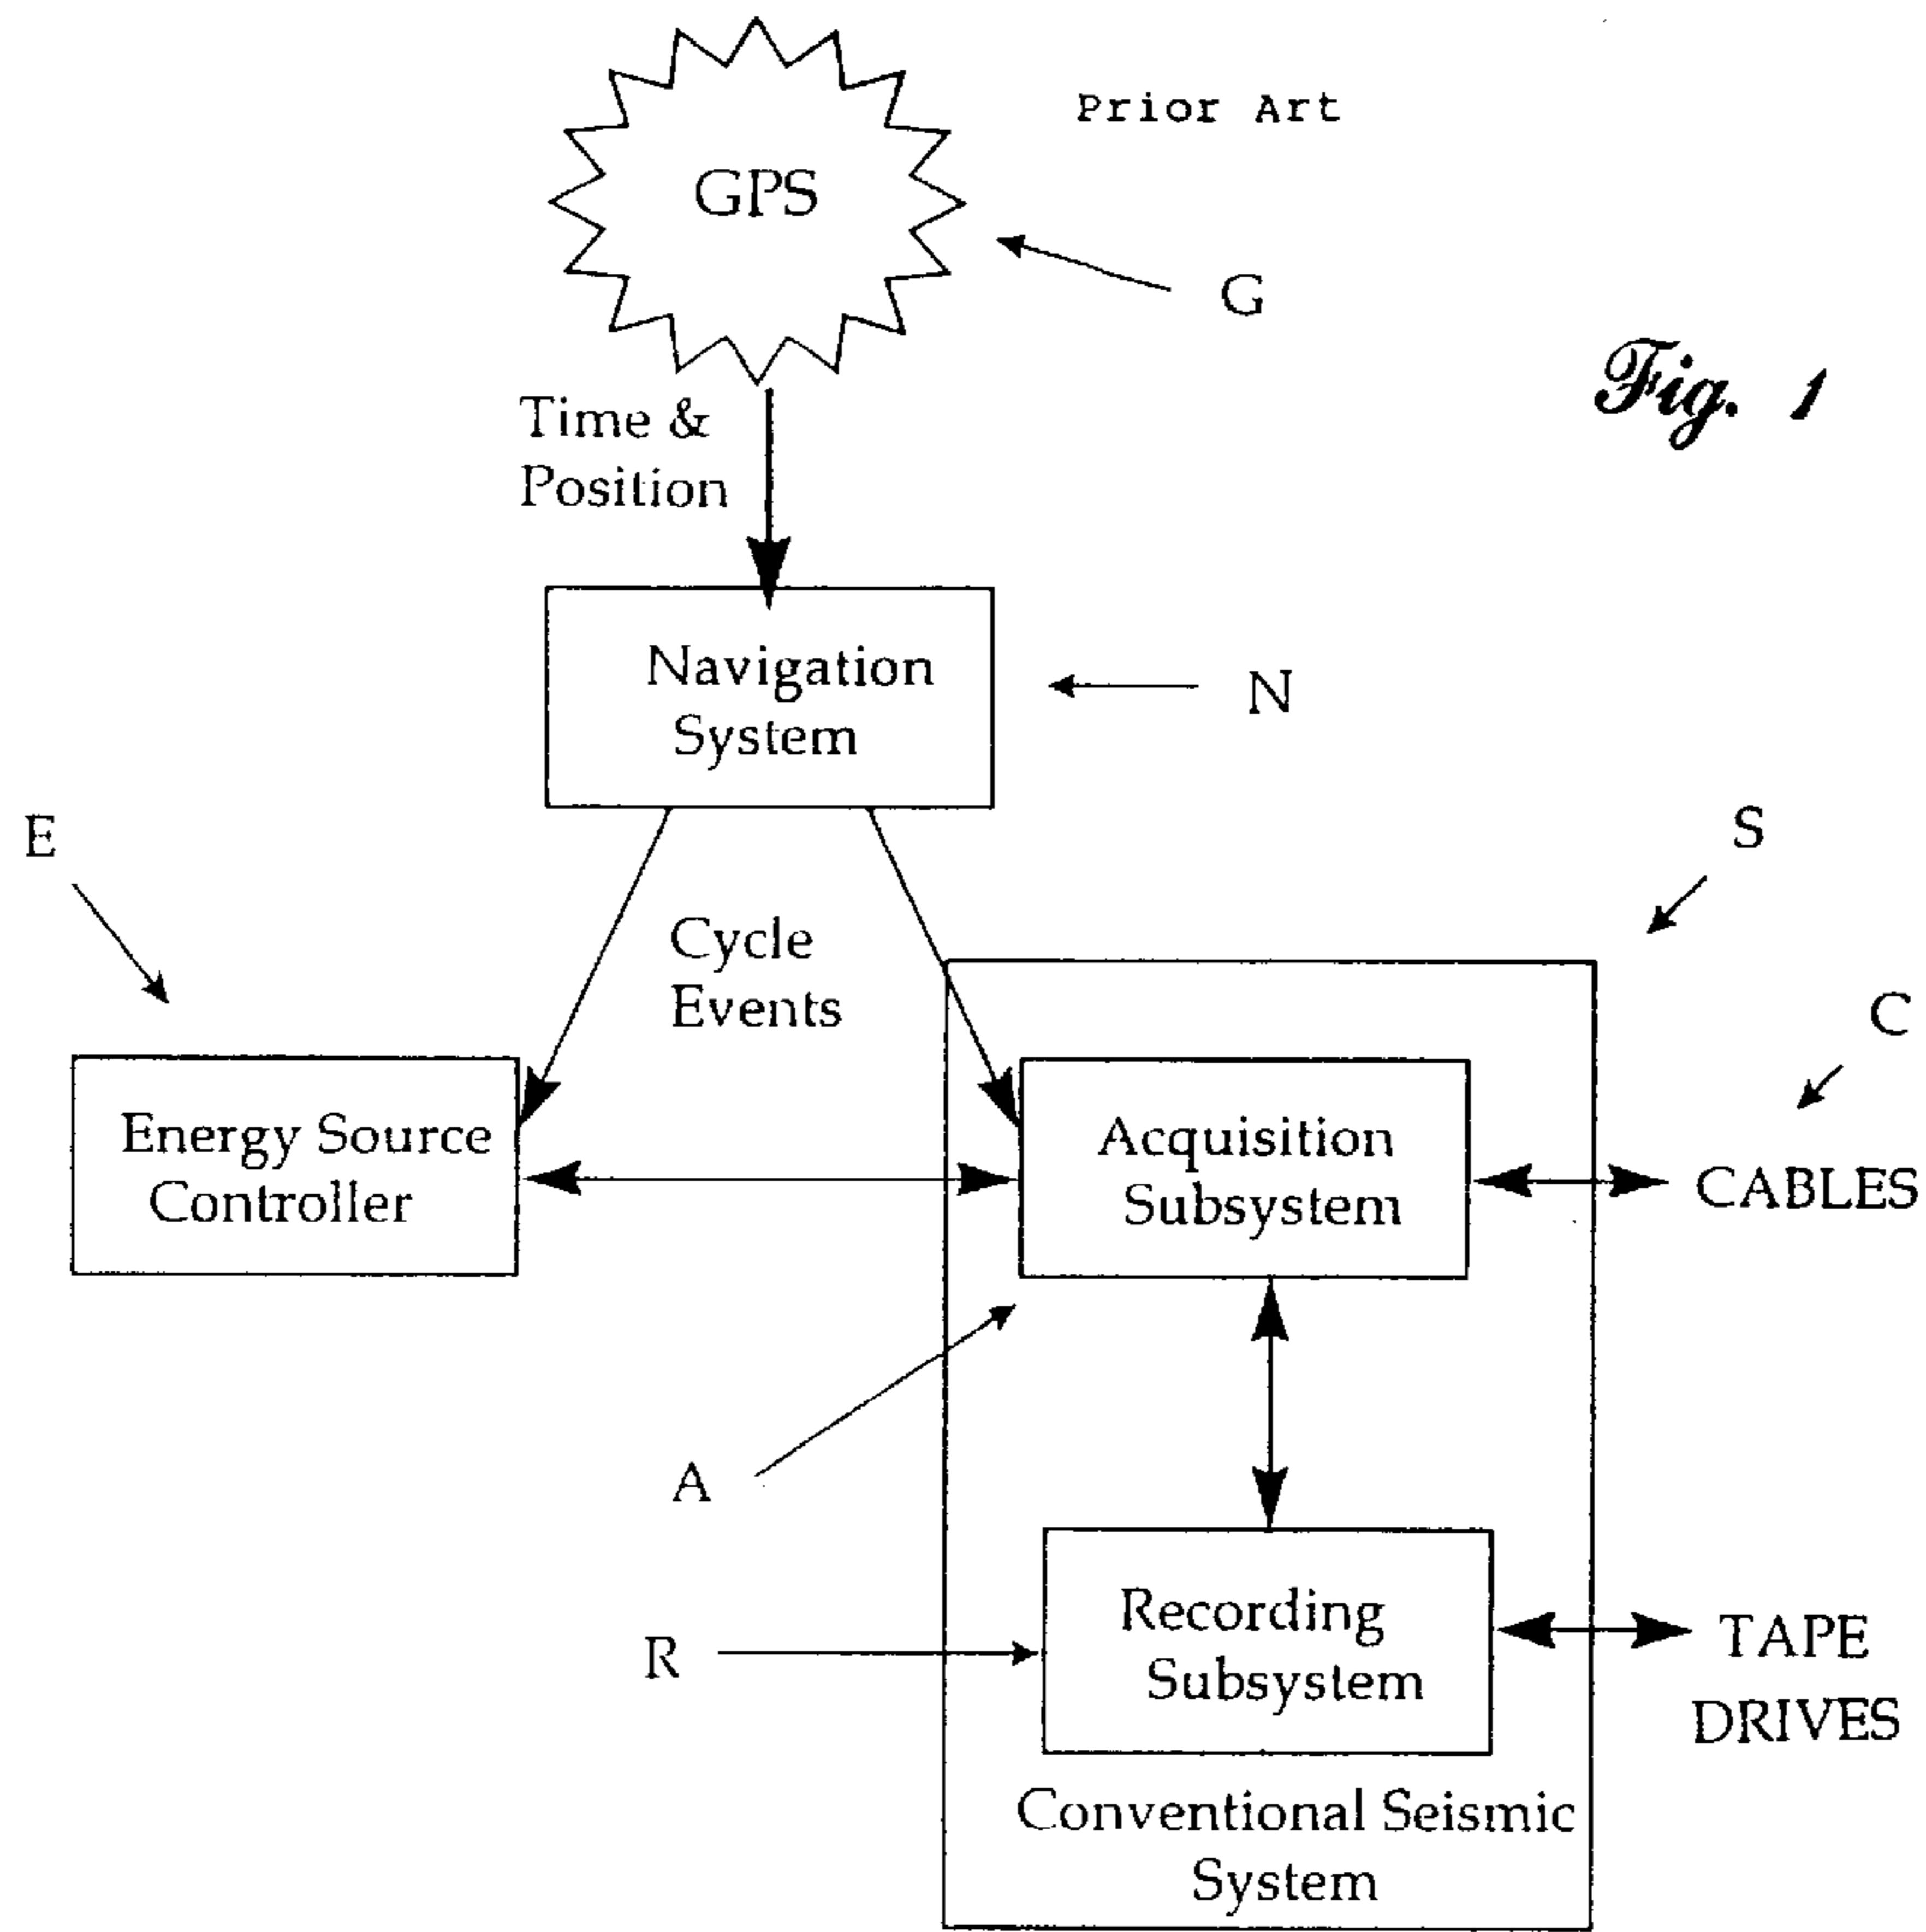 Prior Art
GPS
G
Fig. 1
Time &
Position
Navigation
System
N
E
S
Cycle
Events
C
Energy Source
Controller
Acquisition
Subsystem
CABLES
A
Recording
Subsystem
R
TAPE
DRIVES
Conventional Seismic
System